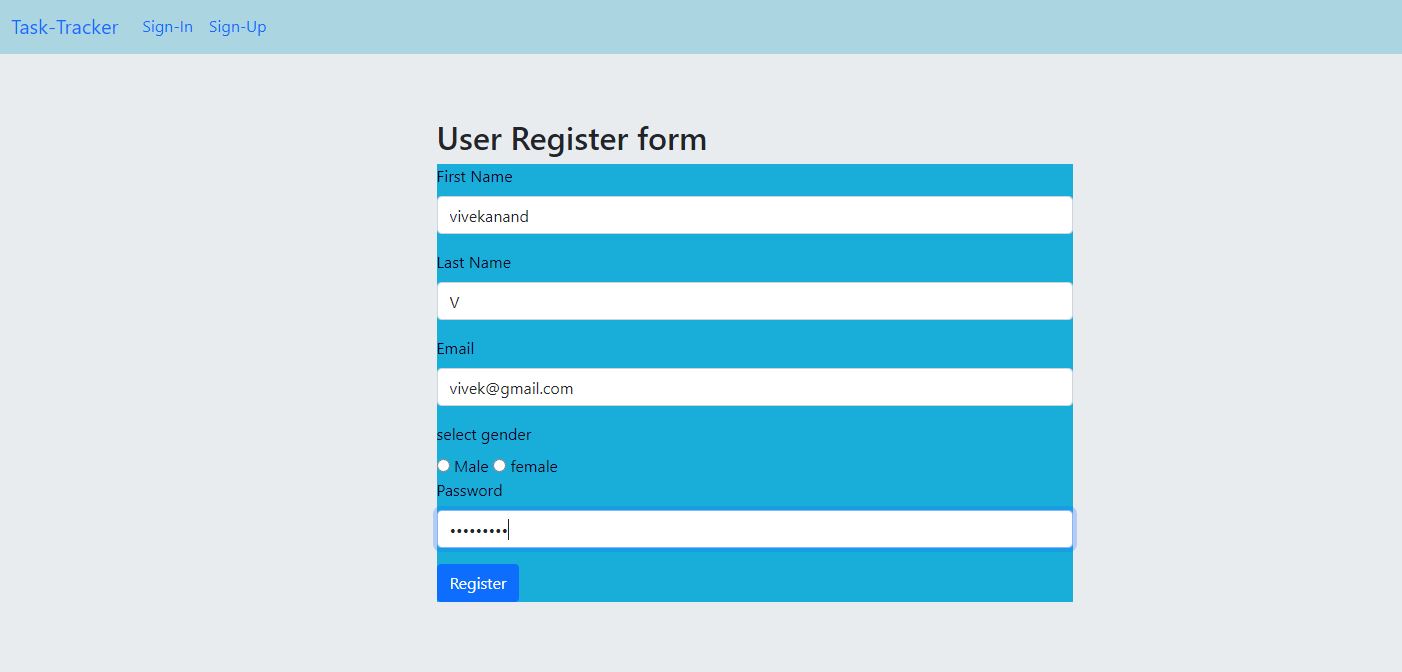 Task-Tracker Sign-In Sign-Up
User Register form
First Name
vivekanand
Last Name
V
Email
vivek@gmail.com
select gender
Male female
Password
•••••••••
Register